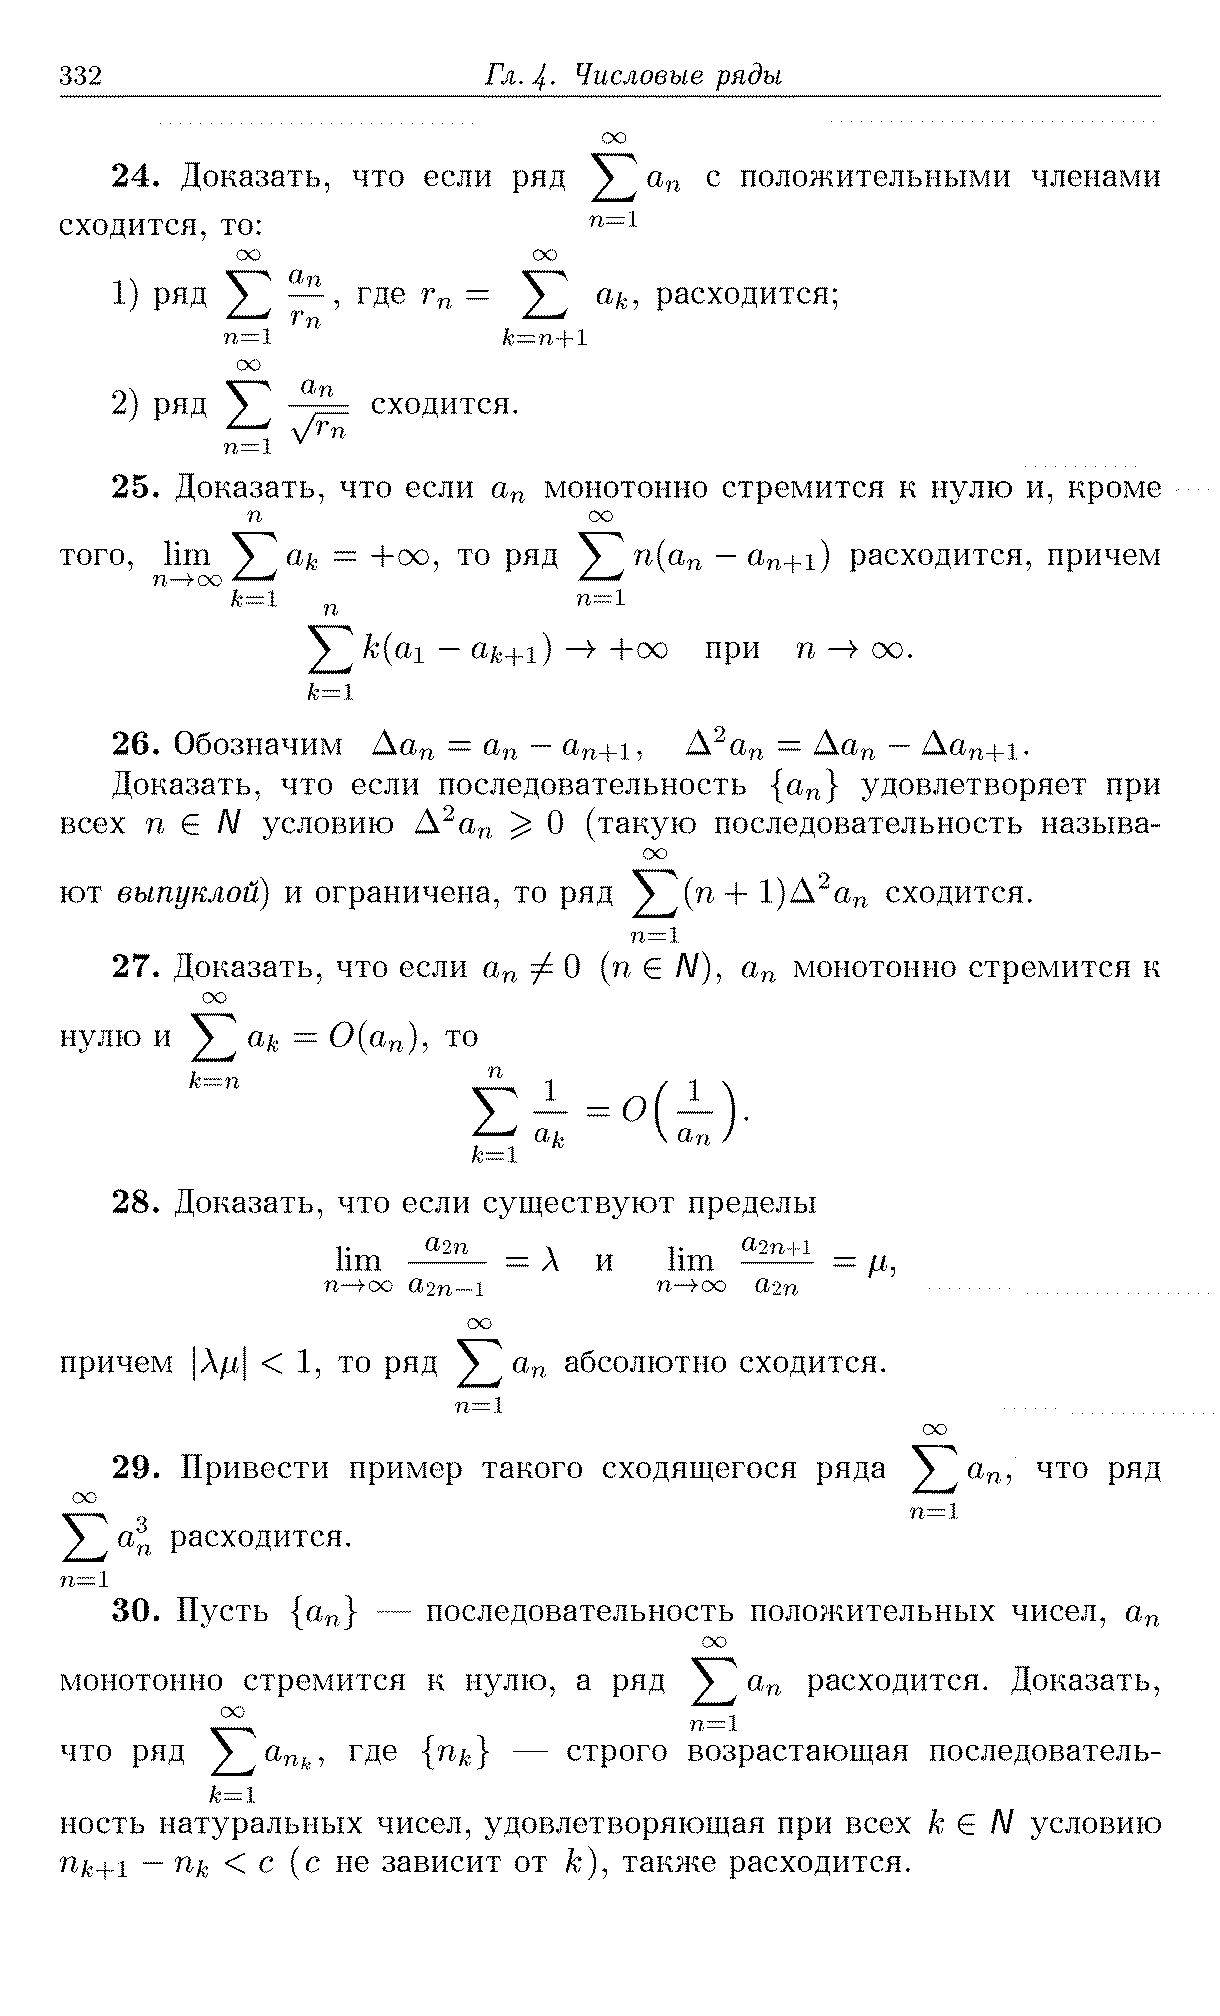 332 Гл. 4. Числовые ряды
24. Доказать, что если ряд $\sum_{n=1}^{\infty} a_n$ с положительными членами
сходится, то:
1) ряд $\sum_{n=1}^{\infty} \frac{a_n}{r_n}$, где $r_n = \sum_{k=n+1}^{\infty} a_k$, расходится;
2) ряд $\sum_{n=1}^{\infty} \frac{a_n}{\sqrt{r_n}}$ сходится.
25. Доказать, что если $a_n$ монотонно стремится к нулю и, кроме
того, $\lim_{n\to\infty} \sum_{k=1}^{n} a_k = +\infty$, то ряд $\sum_{n=1}^{\infty} n(a_n - a_{n+1})$ расходится, причем
$\sum_{k=1}^{n} k(a_1 - a_{k+1}) \to +\infty$ при $n \to \infty$.
26. Обозначим $\Delta a_n = a_n - a_{n+1}$, $\Delta^2 a_n = \Delta a_n - \Delta a_{n+1}$.
Доказать, что если последовательность $\{a_n\}$ удовлетворяет при
всех $n \in N$ условию $\Delta^2 a_n \geqslant 0$ (такую последовательность называ-
ют выпуклой) и ограничена, то ряд $\sum_{n=1}^{\infty} (n+1)\Delta^2 a_n$ сходится.
27. Доказать, что если $a_n \neq 0$ $(n \in N)$, $a_n$ монотонно стремится к
нулю и $\sum_{k=n}^{\infty} a_k = O(a_n)$, то
$\sum_{k=1}^{n} \frac{1}{a_k} = O\left(\frac{1}{a_n}\right).$
28. Доказать, что если существуют пределы
$\lim_{n\to\infty} \frac{a_{2n}}{a_{2n-1}} = \lambda$ и $\lim_{n\to\infty} \frac{a_{2n+1}}{a_{2n}} = \mu,$
причем $|\lambda\mu| < 1$, то ряд $\sum_{n=1}^{\infty} a_n$ абсолютно сходится.
29. Привести пример такого сходящегося ряда $\sum_{n=1}^{\infty} a_n$, что ряд
$\sum_{n=1}^{\infty} a_n^3$ расходится.
30. Пусть $\{a_n\}$ — последовательность положительных чисел, $a_n$
монотонно стремится к нулю, а ряд $\sum_{n=1}^{\infty} a_n$ расходится. Доказать,
что ряд $\sum_{k=1}^{\infty} a_{n_k}$, где $\{n_k\}$ — строго возрастающая последователь-
ность натуральных чисел, удовлетворяющая при всех $k \in N$ условию
$n_{k+1} - n_k < c$ ($c$ не зависит от $k$), также расходится.